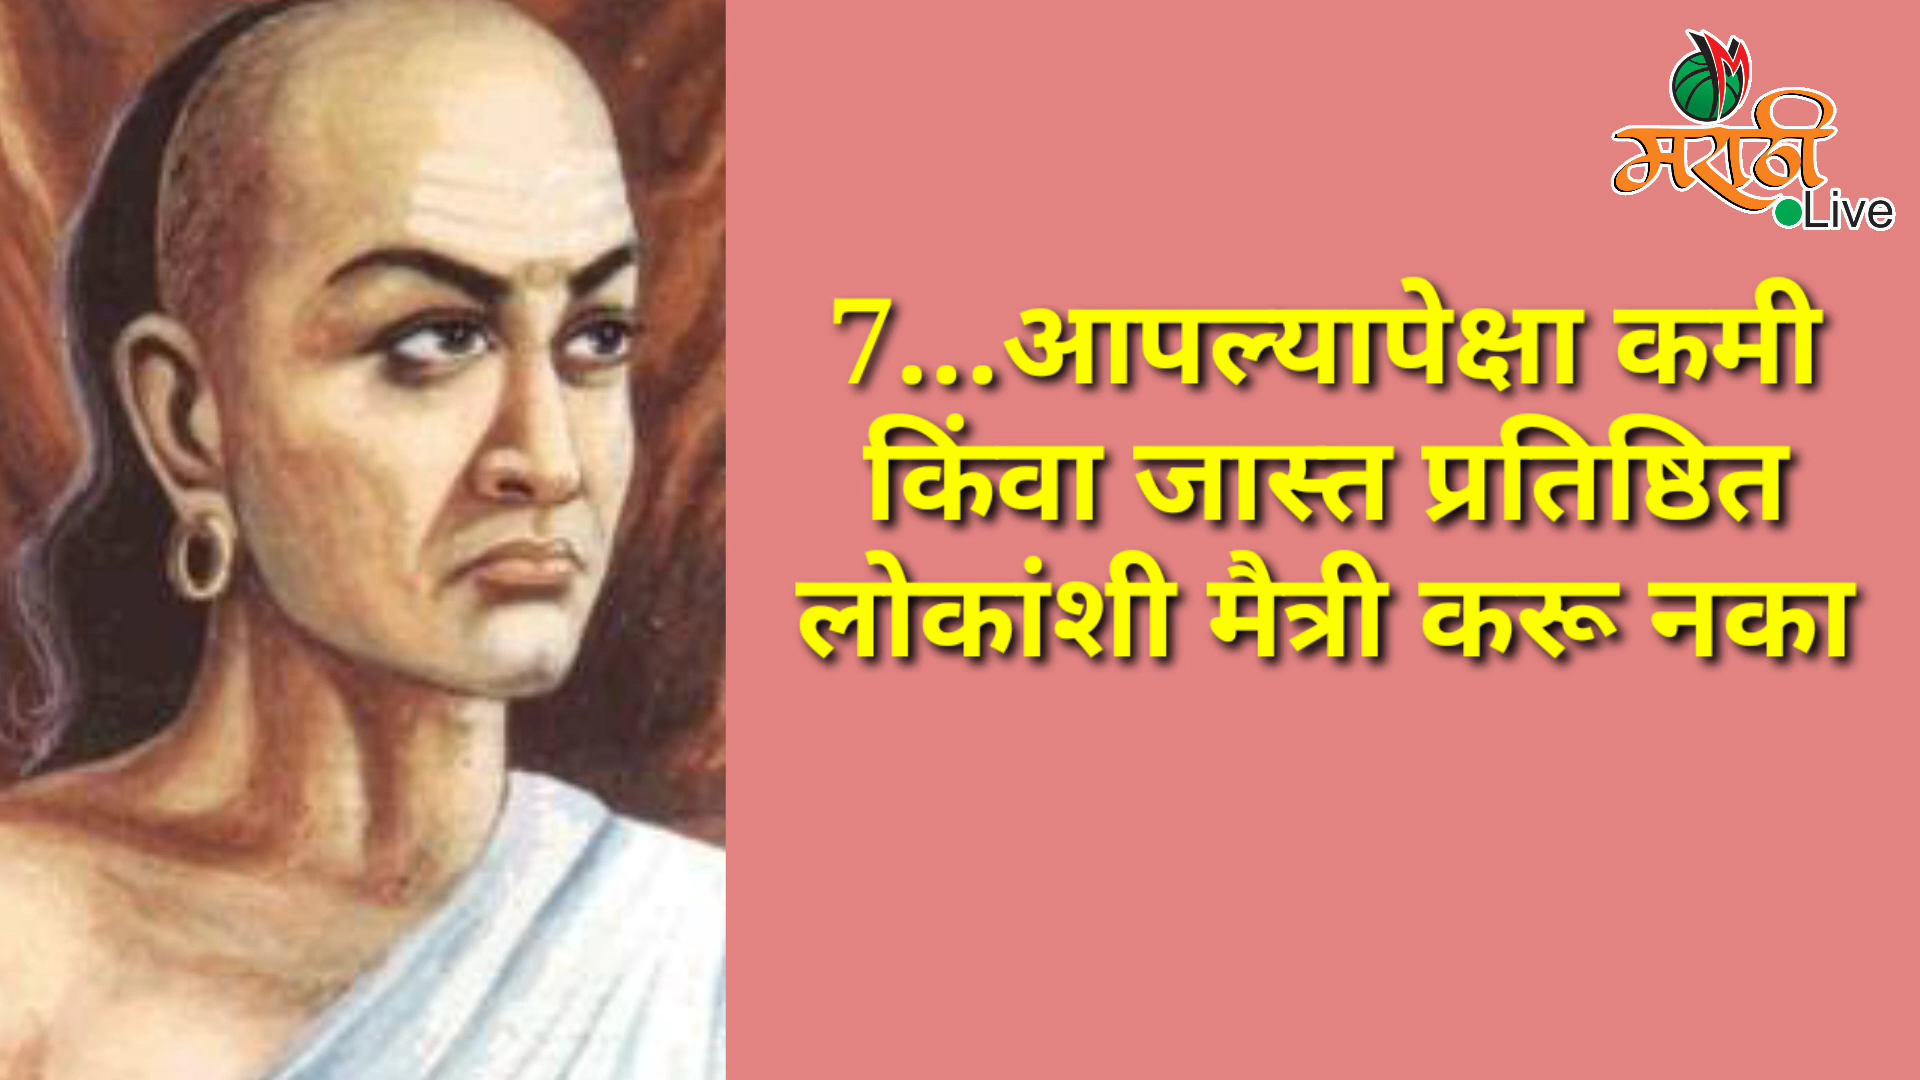 मराठी
Live
7...आपल्यापेक्षा कमी
किंवा जास्त प्रतिष्ठित
लोकांशी मैत्री करू नका